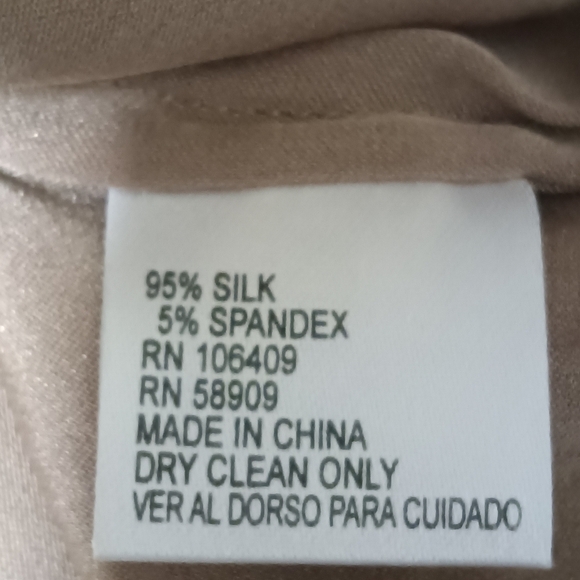 95% SILK
5% SPANDEX
RN 106409
RN 58909
MADE IN CHINA
DRY CLEAN ONLY
VER AL DORSO PARA CUIDADO